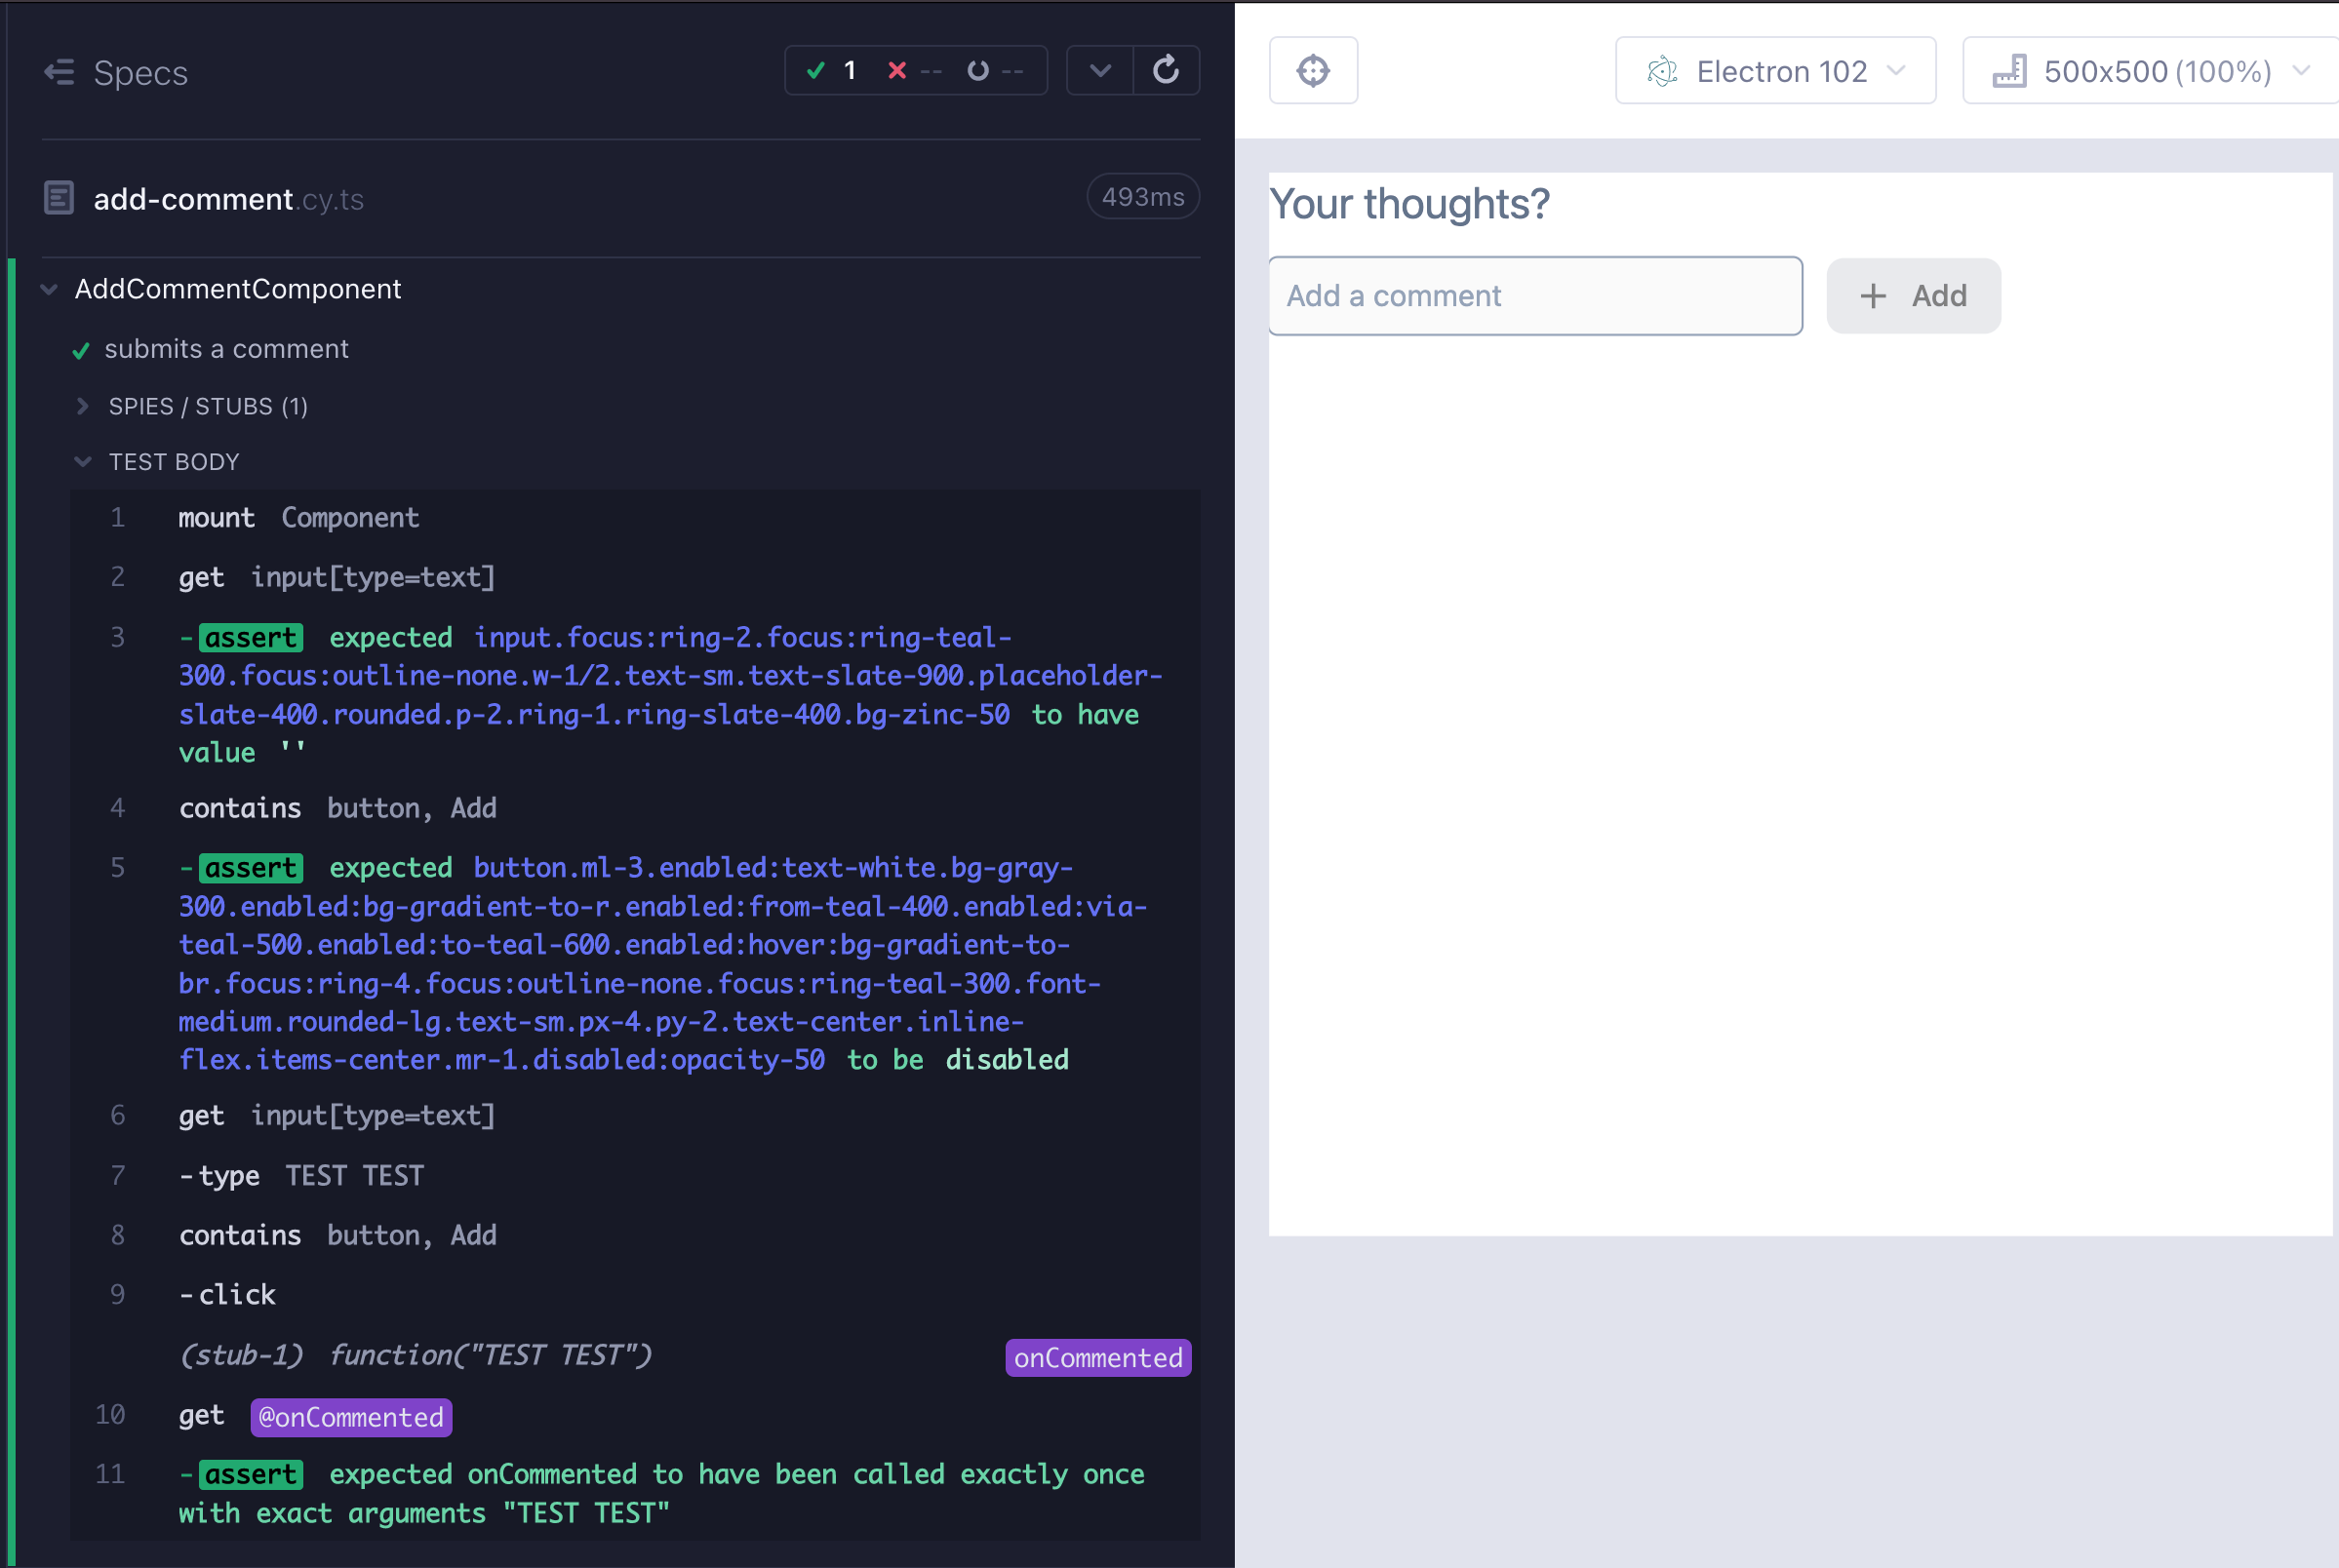 Specs
1 -- --
add-comment.cy.ts
493ms
AddCommentComponent
submits a comment
SPIES / STUBS (1)
TEST BODY
1 mount Component
2 get input[type=text]
3 -assert expected input.focus:ring-2.focus:ring-teal-
300.focus:outline-none.w-1/2.text-sm.text-slate-900.placeholder-
slate-400.rounded.p-2.ring-1.ring-slate-400.bg-zinc-50 to have
value ''
4 contains button, Add
5 -assert expected button.ml-3.enabled:text-white.bg-gray-
300.enabled:bg-gradient-to-r.enabled:from-teal-400.enabled:via-
teal-500.enabled:to-teal-600.enabled:hover:bg-gradient-to-
br.focus:ring-4.focus:outline-none.focus:ring-teal-300.font-
medium.rounded-lg.text-sm.px-4.py-2.text-center.inline-
flex.items-center.mr-1.disabled:opacity-50 to be disabled
6 get input[type=text]
7 -type TEST TEST
8 contains button, Add
9 -click
(stub-1) function("TEST TEST") onCommented
10 get @onCommented
11 -assert expected onCommented to have been called exactly once
with exact arguments "TEST TEST"
Electron 102
500x500 (100%)
Your thoughts?
Add a comment
+ Add